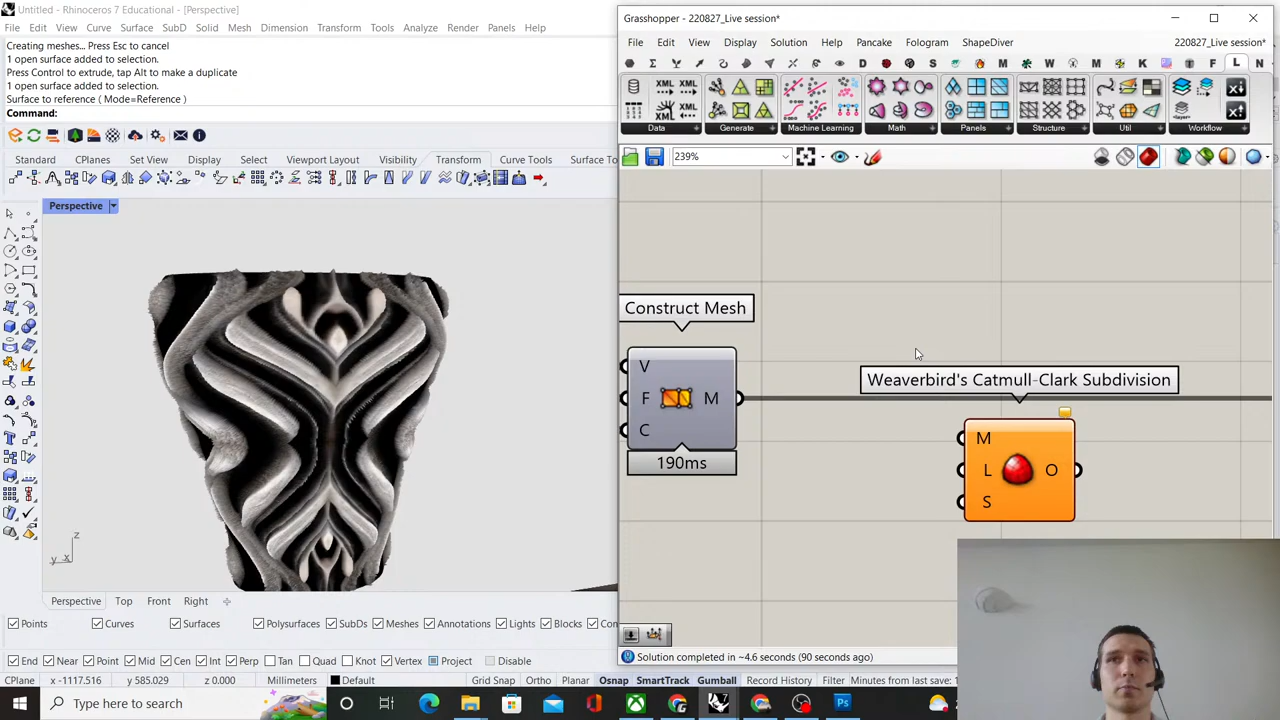 Untitled - Rhinoceros 7 Educational - [Perspective]
File Edit View Curve Surface SubD Solid Mesh Dimension Transform Tools Analyze Render Panels Help
Creating meshes... Press Esc to cancel
1 open surface added to selection.
Press Control to extrude, tap Alt to make a duplicate
1 open surface added to selection.
Surface to reference ( Mode=Reference )
Command:
Standard CPlanes Set View Display Select Viewport Layout Visibility Transform Curve Tools Surface To
Perspective
z
y x
Perspective Top Front Right
Points Curves Surfaces Polysurfaces SubDs Meshes Annotations Lights Blocks Con
End Near Point Mid Cen Int Perp Tan Quad Knot Vertex Project Disable
CPlane x -1117.516 y 585.029 z 0.000 Millimeters Default Grid Snap Ortho Planar Osnap SmartTrack Gumball Record History Filter Minutes from last save: 1
Type here to search
Grasshopper - 220827_Live session*
File Edit View Display Solution Help Pancake Fologram ShapeDiver 220827_Live session*
D S M W M K F L N
XML XML
XML
Data Generate Machine Learning Math Panels Structure Util Workflow
239%
Construct Mesh
V
F M
C
190ms
Weaverbird's Catmull-Clark Subdivision
M
L O
S
Solution completed in ~4.6 seconds (90 seconds ago)